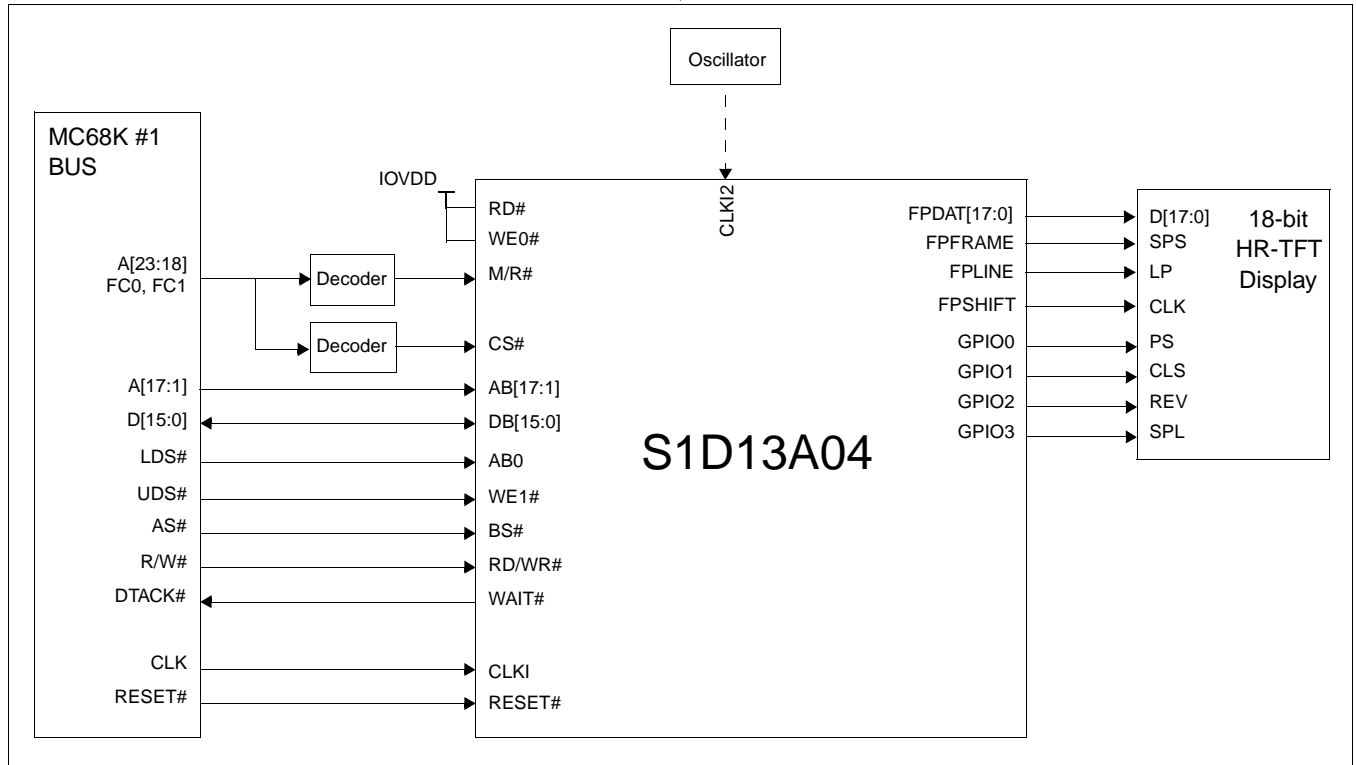 Oscillator
MC68K #1
BUS
A[23:18]
FC0, FC1
A[17:1]
D[15:0]
LDS#
UDS#
AS#
R/W#
DTACK#
CLK
RESET#
IOVDD
Decoder
Decoder
RD#
WE0#
M/R#
CS#
AB[17:1]
DB[15:0]
AB0
WE1#
BS#
RD/WR#
WAIT#
CLKI
RESET#
CLKI2
S1D13A04
FPDAT[17:0]
FPFRAME
FPLINE
FPSHIFT
GPIO0
GPIO1
GPIO2
GPIO3
D[17:0]
SPS
LP
CLK
PS
CLS
REV
SPL
18-bit
HR-TFT
Display